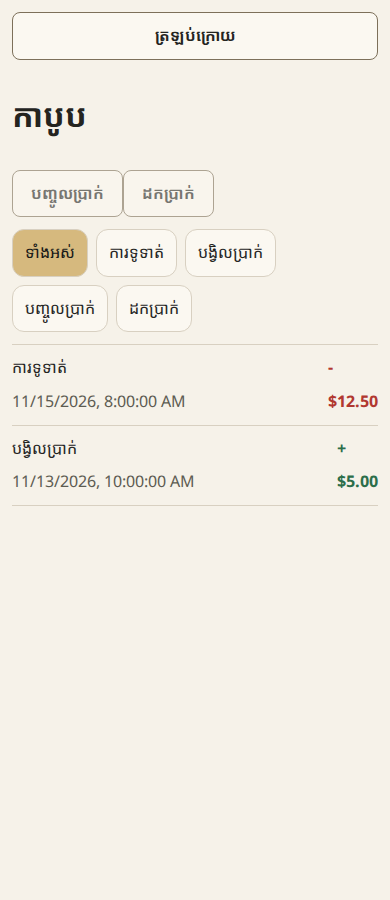 ត្រឡប់ក្រោយ
កាបូប
បញ្ចូលប្រាក់ ដកប្រាក់
ទាំងអស់ ការទូទាត់ បង្វិលប្រាក់
បញ្ចូលប្រាក់ ដកប្រាក់
ការទូទាត់ -
11/15/2026, 8:00:00 AM $12.50
បង្វិលប្រាក់ +
11/13/2026, 10:00:00 AM $5.00